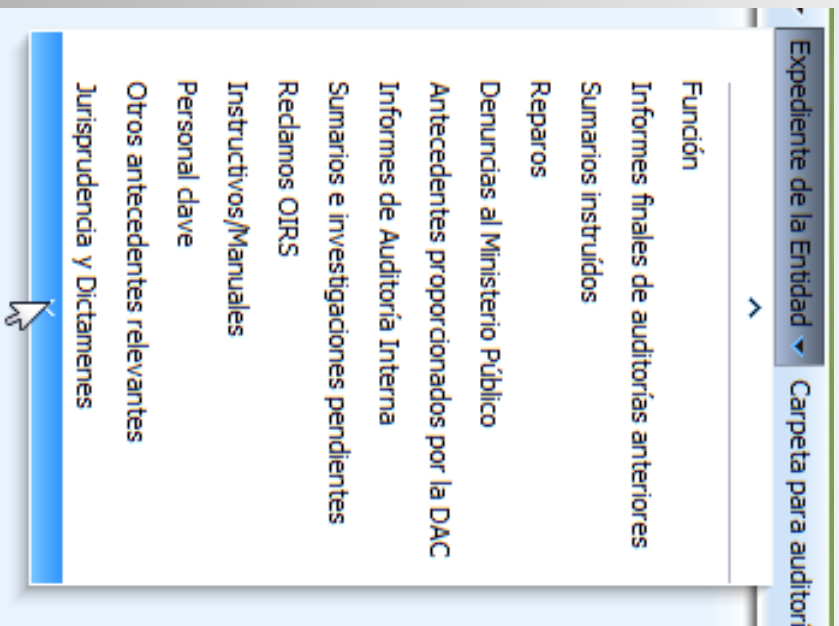 Expediente de la Entidad Carpeta para auditorí
Función
Informes finales de auditorías anteriores
Sumarios instruídos
Reparos
Denuncias al Ministerio Público
Antecedentes proporcionados por la DAC
Informes de Auditoría Interna
Sumarios e investigaciones pendientes
Reclamos OIRS
Instructivos/Manuales
Personal clave
Otros antecedentes relevantes
Jurisprudencia y Dictamenes